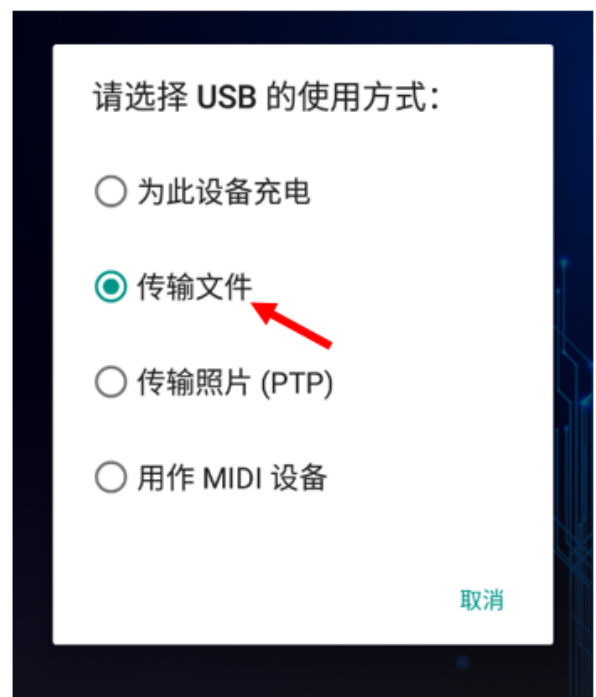 请选择 USB 的使用方式：
为此设备充电
传输文件
传输照片 (PTP)
用作 MIDI 设备
取消